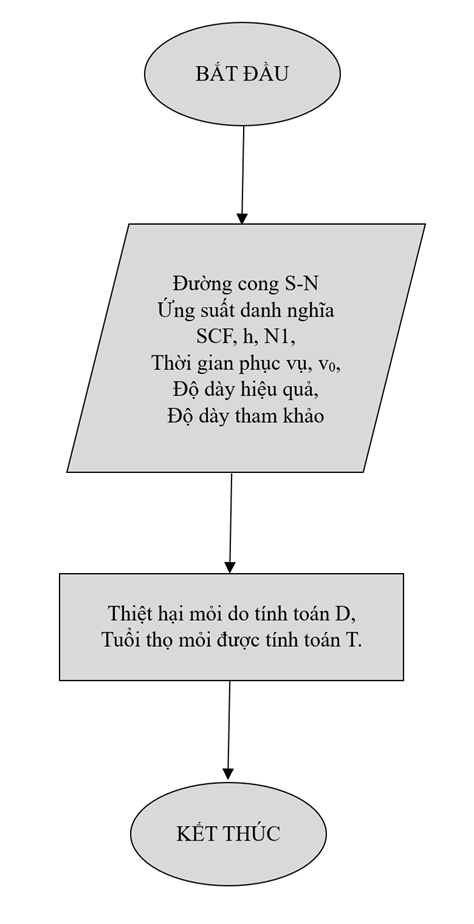 BẮT ĐẦU
Đường cong S-N
Ứng suất danh nghĩa
SCF, h, N1,
Thời gian phục vụ, v₀,
Độ dày hiệu quả,
Độ dày tham khảo
Thiệt hại mỏi do tính toán D,
Tuổi thọ mỏi được tính toán T.
KẾT THÚC